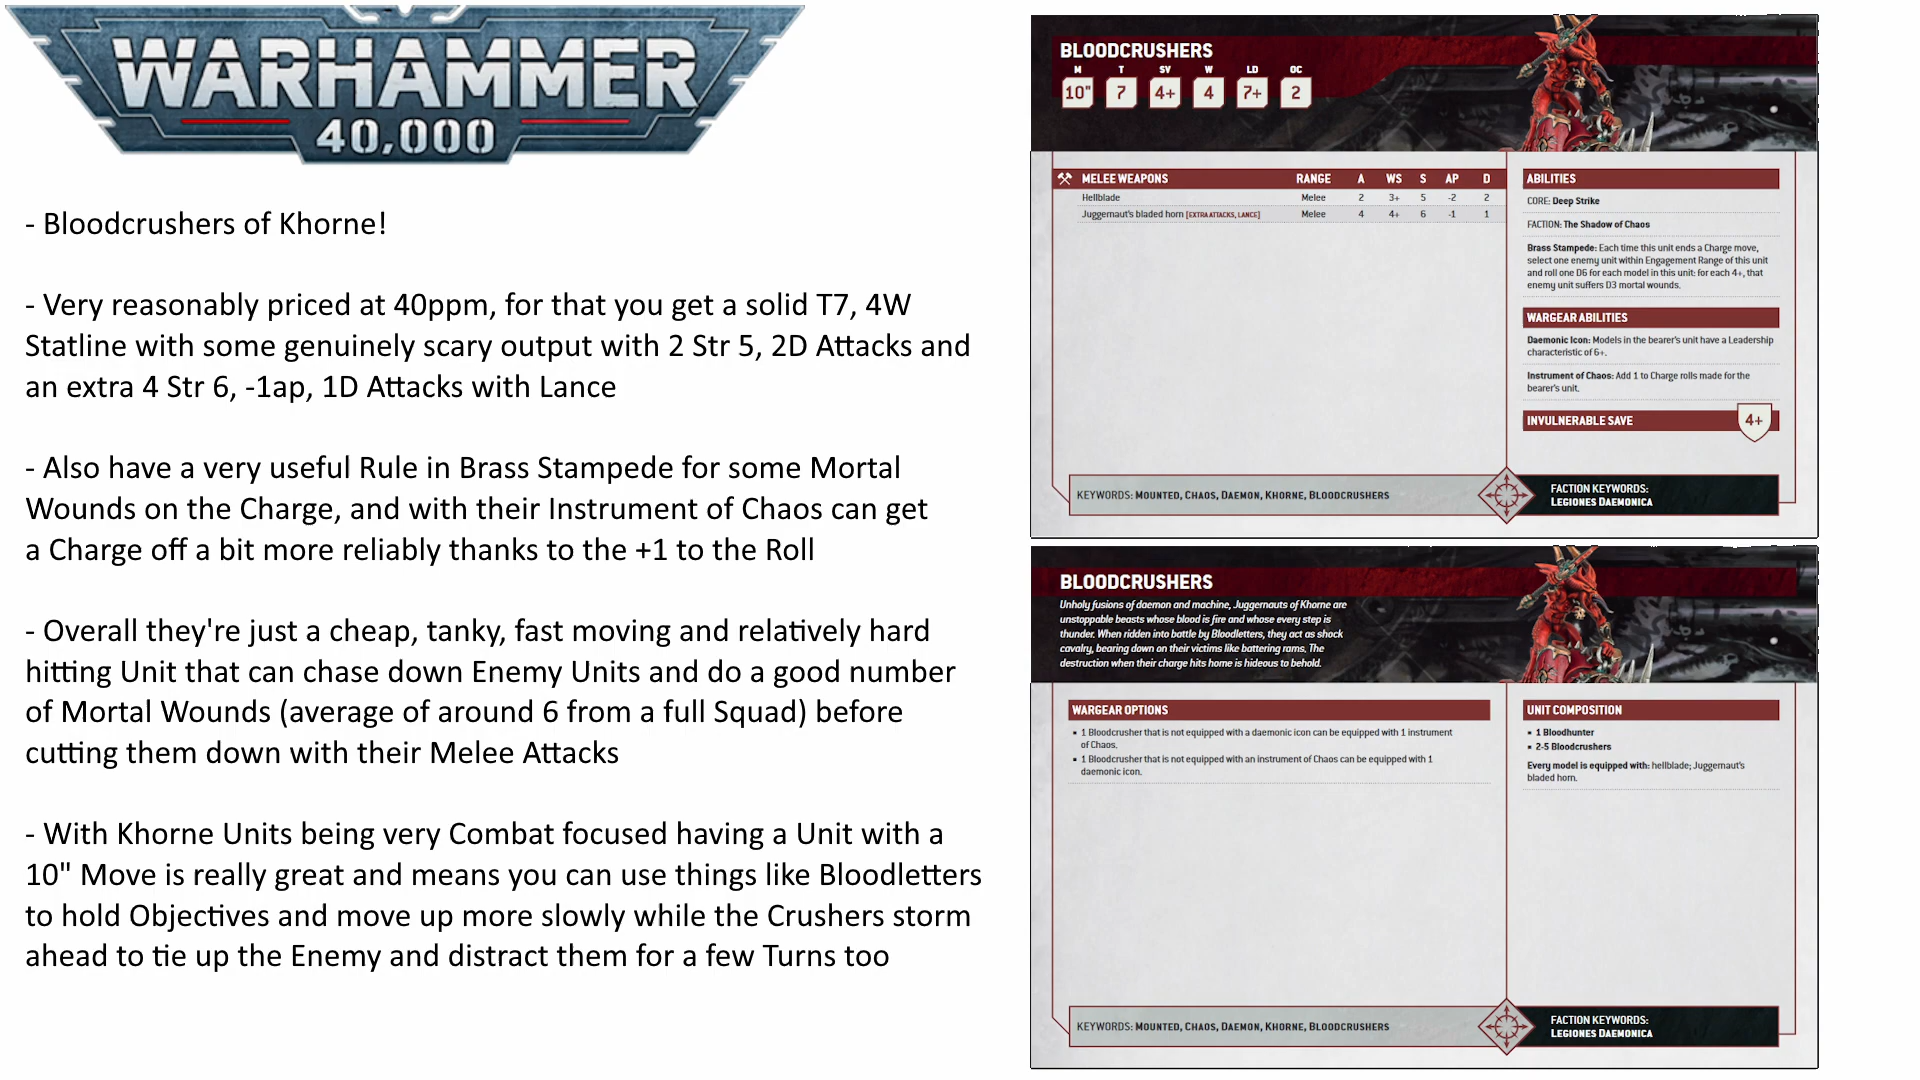 WARHAMMER
40,000
- Bloodcrushers of Khorne!
- Very reasonably priced at 40ppm, for that you get a solid T7, 4W
Statline with some genuinely scary output with 2 Str 5, 2D Attacks and
an extra 4 Str 6, -1ap, 1D Attacks with Lance
- Also have a very useful Rule in Brass Stampede for some Mortal
Wounds on the Charge, and with their Instrument of Chaos can get
a Charge off a bit more reliably thanks to the +1 to the Roll
- Overall they're just a cheap, tanky, fast moving and relatively hard
hitting Unit that can chase down Enemy Units and do a good number
of Mortal Wounds (average of around 6 from a full Squad) before
cutting them down with their Melee Attacks
- With Khorne Units being very Combat focused having a Unit with a
10" Move is really great and means you can use things like Bloodletters
to hold Objectives and move up more slowly while the Crushers storm
ahead to tie up the Enemy and distract them for a few Turns too
BLOODCRUSHERS
M T SV W LD OC
10" 7 4+ 4 7+ 2
MELEE WEAPONS RANGE A WS S AP D
Hellblade Melee 2 3+ 5 -2 2
Juggernaut's bladed horn [EXTRA ATTACKS, LANCE] Melee 4 4+ 6 -1 1
ABILITIES
CORE: Deep Strike
FACTION: The Shadow of Chaos
Brass Stampede: Each time this unit ends a Charge move,
select one enemy unit within Engagement Range of this unit
and roll one D6 for each model in this unit: for each 4+, that
enemy unit suffers D3 mortal wounds.
WARGEAR ABILITIES
Daemonic Icon: Models in the bearer's unit have a Leadership
characteristic of 6+.
Instrument of Chaos: Add 1 to Charge rolls made for the
bearer's unit.
INVULNERABLE SAVE 4+
KEYWORDS: MOUNTED, CHAOS, DAEMON, KHORNE, BLOODCRUSHERS
FACTION KEYWORDS:
LEGIONES DAEMONICA
BLOODCRUSHERS
Unholy fusions of daemon and machine, Juggernauts of Khorne are
unstoppable beasts whose blood is fire and whose every step is
thunder. When ridden into battle by Bloodletters, they act as shock
cavalry, bearing down on their victims like battering rams. The
destruction when their charge hits home is hideous to behold.
WARGEAR OPTIONS
▪ 1 Bloodcrusher that is not equipped with a daemonic icon can be equipped with 1 instrument
of Chaos.
▪ 1 Bloodcrusher that is not equipped with an instrument of Chaos can be equipped with 1
daemonic icon.
UNIT COMPOSITION
▪ 1 Bloodhunter
▪ 2-5 Bloodcrushers
Every model is equipped with: hellblade; Juggernaut's
bladed horn.
KEYWORDS: MOUNTED, CHAOS, DAEMON, KHORNE, BLOODCRUSHERS
FACTION KEYWORDS:
LEGIONES DAEMONICA